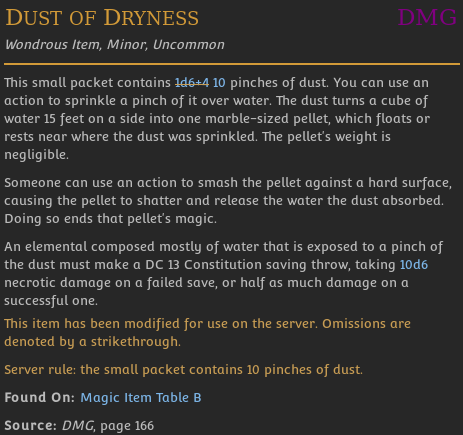 Dust of Dryness DMG
Wondrous Item, Minor, Uncommon
This small packet contains 1d6+4 10 pinches of dust. You can use an
action to sprinkle a pinch of it over water. The dust turns a cube of
water 15 feet on a side into one marble-sized pellet, which floats or
rests near where the dust was sprinkled. The pellet's weight is
negligible.
Someone can use an action to smash the pellet against a hard surface,
causing the pellet to shatter and release the water the dust absorbed.
Doing so ends that pellet's magic.
An elemental composed mostly of water that is exposed to a pinch of
the dust must make a DC 13 Constitution saving throw, taking 10d6
necrotic damage on a failed save, or half as much damage on a
successful one.
This item has been modified for use on the server. Omissions are
denoted by a strikethrough.
Server rule: the small packet contains 10 pinches of dust.
Found On: Magic Item Table B
Source: DMG, page 166